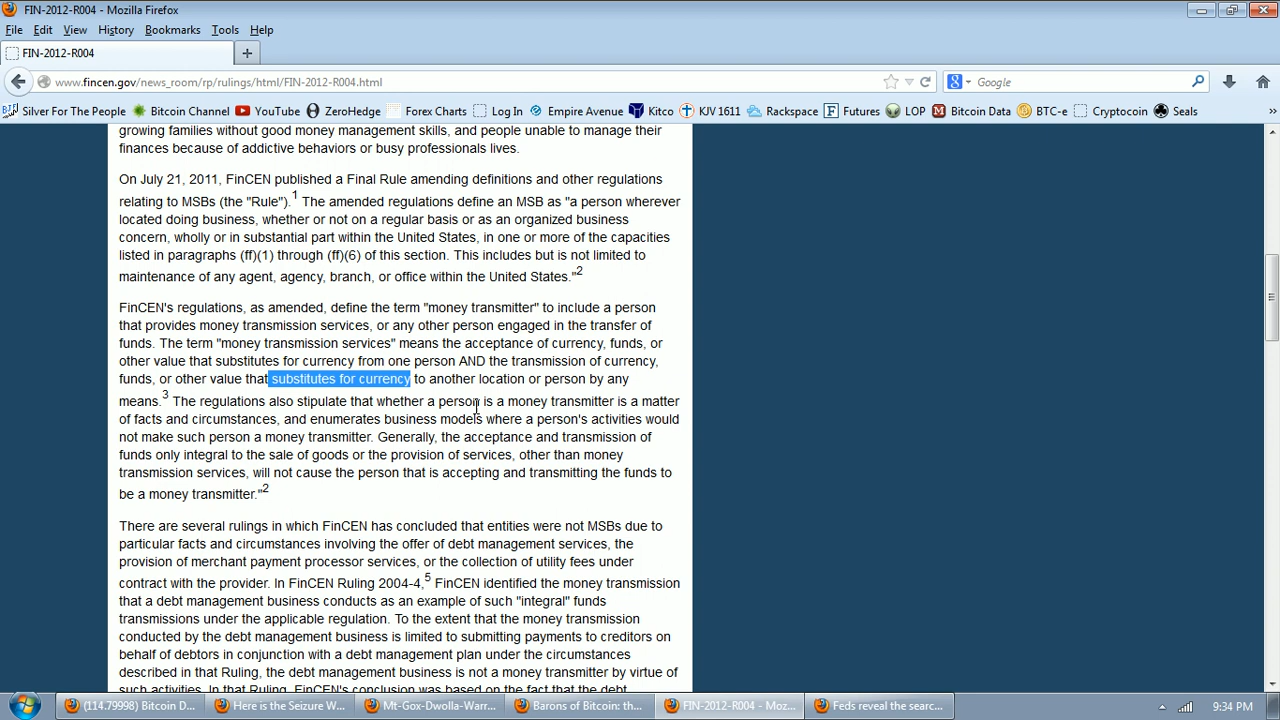 FIN-2012-R004 - Mozilla Firefox
File Edit View History Bookmarks Tools Help
FIN-2012-R004
www.fincen.gov/news_room/rp/rulings/html/FIN-2012-R004.html
Google
Silver For The People Bitcoin Channel YouTube ZeroHedge Forex Charts Log In Empire Avenue Kitco KJV 1611 Rackspace Futures LOP Bitcoin Data BTC-e Cryptocoin Seals »
growing families without good money management skills, and people unable to manage their
finances because of addictive behaviors or busy professionals lives.
On July 21, 2011, FinCEN published a Final Rule amending definitions and other regulations
relating to MSBs (the "Rule").1 The amended regulations define an MSB as "a person wherever
located doing business, whether or not on a regular basis or as an organized business
concern, wholly or in substantial part within the United States, in one or more of the capacities
listed in paragraphs (ff)(1) through (ff)(6) of this section. This includes but is not limited to
maintenance of any agent, agency, branch, or office within the United States."2
FinCEN's regulations, as amended, define the term "money transmitter" to include a person
that provides money transmission services, or any other person engaged in the transfer of
funds. The term "money transmission services" means the acceptance of currency, funds, or
other value that substitutes for currency from one person AND the transmission of currency,
funds, or other value that substitutes for currency to another location or person by any
means.3 The regulations also stipulate that whether a person is a money transmitter is a matter
of facts and circumstances, and enumerates business models where a person's activities would
not make such person a money transmitter. Generally, the acceptance and transmission of
funds only integral to the sale of goods or the provision of services, other than money
transmission services, will not cause the person that is accepting and transmitting the funds to
be a money transmitter."2
There are several rulings in which FinCEN has concluded that entities were not MSBs due to
particular facts and circumstances involving the offer of debt management services, the
provision of merchant payment processor services, or the collection of utility fees under
contract with the provider. In FinCEN Ruling 2004-4,5 FinCEN identified the money transmission
that a debt management business conducts as an example of such "integral" funds
transmissions under the applicable regulation. To the extent that the money transmission
conducted by the debt management business is limited to submitting payments to creditors on
behalf of debtors in conjunction with a debt management plan under the circumstances
described in that Ruling, the debt management business is not a money transmitter by virtue of
such activities. In that Ruling, FinCEN's conclusion was based on the fact that the debt
(114.79998) Bitcoin D... Here is the Seizure W... Mt-Gox-Dwolla-Warr... Barons of Bitcoin: th... FIN-2012-R004 - Moz... Feds reveal the searc... 9:34 PM